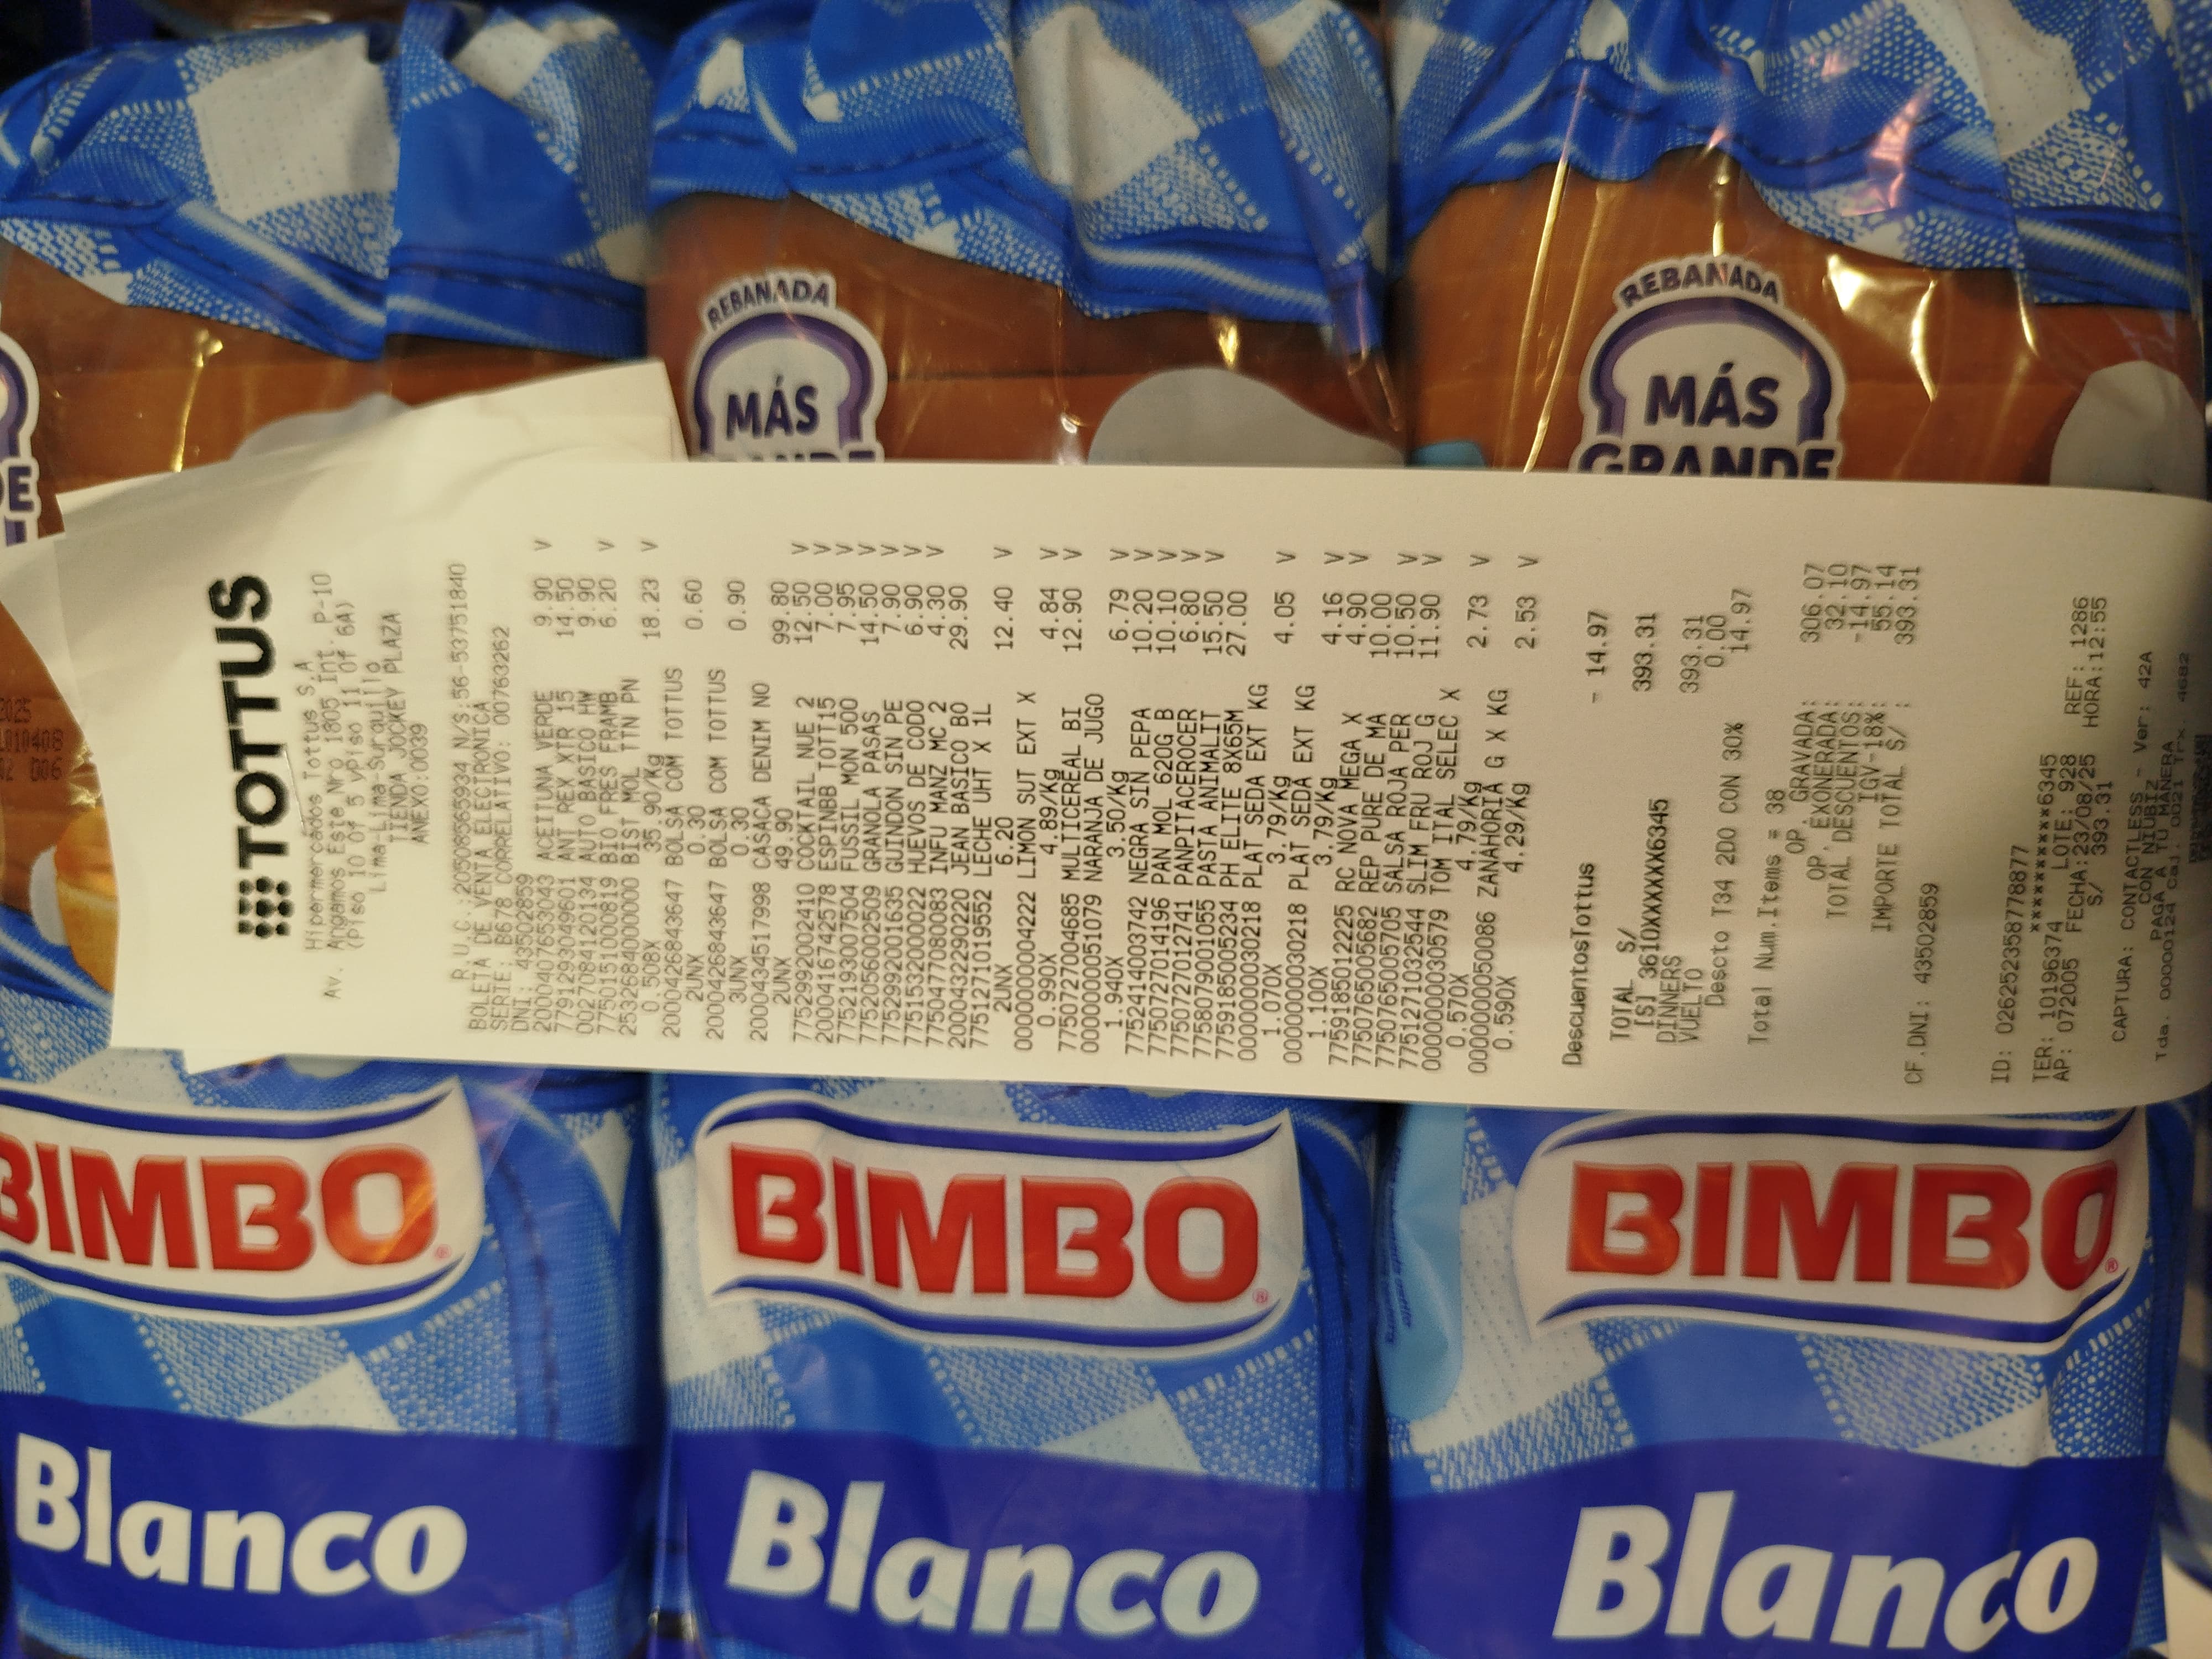 TOTTUS
Hipermercados Tottus S.A
Av. Angamos Este Nro 1805 Int. P-10
(Piso 10 Of 5 y Piso 11 Of 6A)
Lima-Lima-Surquillo
TIENDA JOCKEY PLAZA
ANEXO:0039
R.U.C.:20508565934 N/S:56-53751840
BOLETA DE VENTA ELECTRONICA
SERIE: B678 CORRELATIVO: 00763262
DNI: 43502859
2000407653043 ACEITUNA VERDE 9.90 V
7791293049601 ANT REX XTR 15 14.50
0027084120134 AUTO BASICO HW 9.90
7750151000819 BIO FRES FRAMB 6.20 V
2532684000000 BIST MOL TTN PN
0.508X 35.90/Kg 18.23 V
2000426843647 BOLSA COM TOTTUS
2UNX 0.30 0.60
2000426843647 BOLSA COM TOTTUS
3UNX 0.30 0.90
2000434517998 CASACA DENIM NO
2UNX 49.90 99.80
7752992002410 COCKTAIL NUE 2 12.50 V
2000416742578 ESPINBB TOTT15 7.00 V
7752193007504 FUSSIL MON 500 7.95 V
7752056002509 GRANOLA PASAS 14.50 V
7752992001635 GUINDON SIN PE 7.90 V
7751532000022 HUEVOS DE CODO 6.90 V
7750477080083 INFU MANZ MC 2 4.30 V
2000432290220 JEAN BASICO BO 29.90
7751271019552 LECHE UHT X 1L
2UNX 6.20 12.40 V
0000000004222 LIMON SUT EXT X
0.990X 4.89/Kg 4.84 V
7750727004685 MULTICEREAL BI 12.90 V
0000000051079 NARANJA DE JUGO
1.940X 3.50/Kg 6.79 V
7752414003742 NEGRA SIN PEPA 10.20 V
7750727014196 PAN MOL 620G B 10.10 V
7750727012741 PANPITACEROCER 6.80 V
7758079001055 PASTA ANIMALIT 15.50 V
7759185005234 PH ELITE 8X65M 27.00
0000000030218 PLAT SEDA EXT KG
1.070X 3.79/Kg 4.05 V
0000000030218 PLAT SEDA EXT KG
1.100X 3.79/Kg 4.16 V
7759185012225 RC NOVA MEGA X 4.90 V
7750765005682 REP PURE DE MA 10.00
7750765005705 SALSA ROJA PER 10.50 V
7751271032544 SLIM FRU ROJ G 11.90 V
0000000030579 TOM ITAL SELEC X
0.570X 4.79/Kg 2.73 V
0000000500086 ZANAHORIA G X KG
0.590X 4.29/Kg 2.53 V
DescuentosTottus - 14.97
TOTAL S/ 393.31
[S] 3610XXXXXXX6345
DINNERS 393.31
VUELTO 0.00
Descto T34 2DO CON 30% 14.97
Total Num.Items = 38
OP. GRAVADA: 306.07
OP. EXONERADA: 32.10
TOTAL DESCUENTOS: -14.97
IGV-18%: 55.14
IMPORTE TOTAL S/ : 393.31
CF.DNI: 43502859
ID: 026523587778877
**********6345
TER: 10196374 LOTE: 928 REF: 1286
AP: 072005 FECHA:23/08/25 HORA:12:55
S/ 393.31
CAPTURA: CONTACTLESS - Ver: 42A
CON NIUBIZ
PAGA A TU MANERA
Tda. 00000124 Caj. 0021 Trx. 4682
REBANADA
MÁS
REBANADA
MÁS
GRANDE
BIMBO
BIMBO
BIMBO
Blanco
Blanco
Blanco